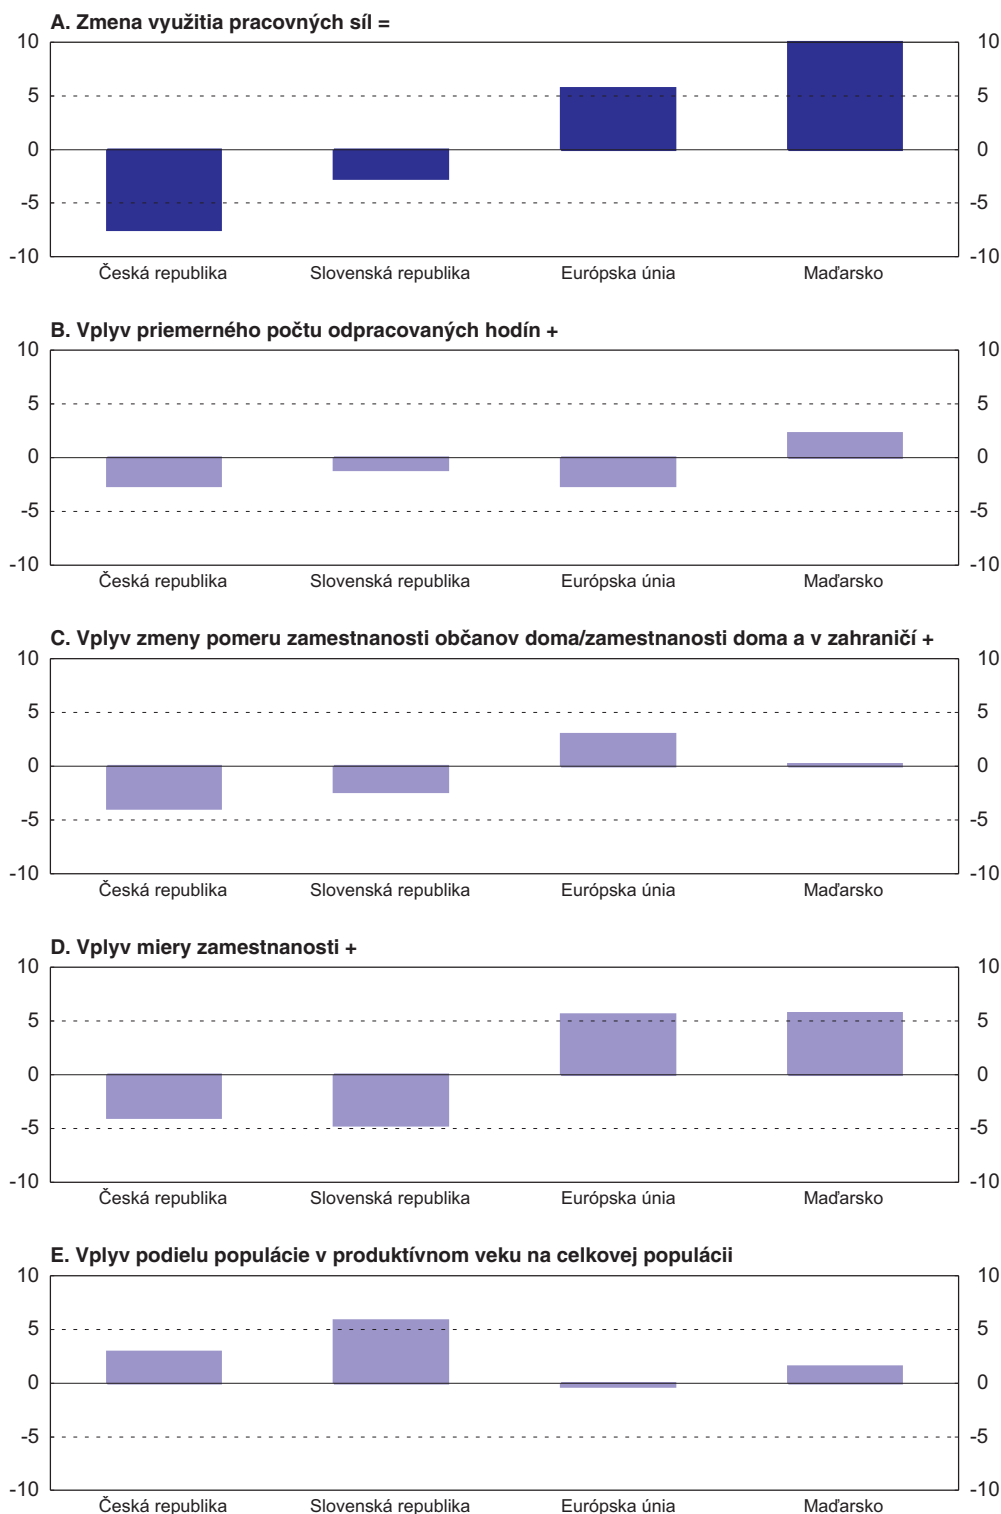 A. Zmena využitia pracovných síl =
10 10
5 5
0 0
-5 -5
-10 -10
Česká republika Slovenská republika Európska únia Maďarsko
B. Vplyv priemerného počtu odpracovaných hodín +
10 10
5 5
0 0
-5 -5
-10 -10
Česká republika Slovenská republika Európska únia Maďarsko
C. Vplyv zmeny pomeru zamestnanosti občanov doma/zamestnanosti doma a v zahraničí +
10 10
5 5
0 0
-5 -5
-10 -10
Česká republika Slovenská republika Európska únia Maďarsko
D. Vplyv miery zamestnanosti +
10 10
5 5
0 0
-5 -5
-10 -10
Česká republika Slovenská republika Európska únia Maďarsko
E. Vplyv podielu populácie v produktívnom veku na celkovej populácii
10 10
5 5
0 0
-5 -5
-10 -10
Česká republika Slovenská republika Európska únia Maďarsko